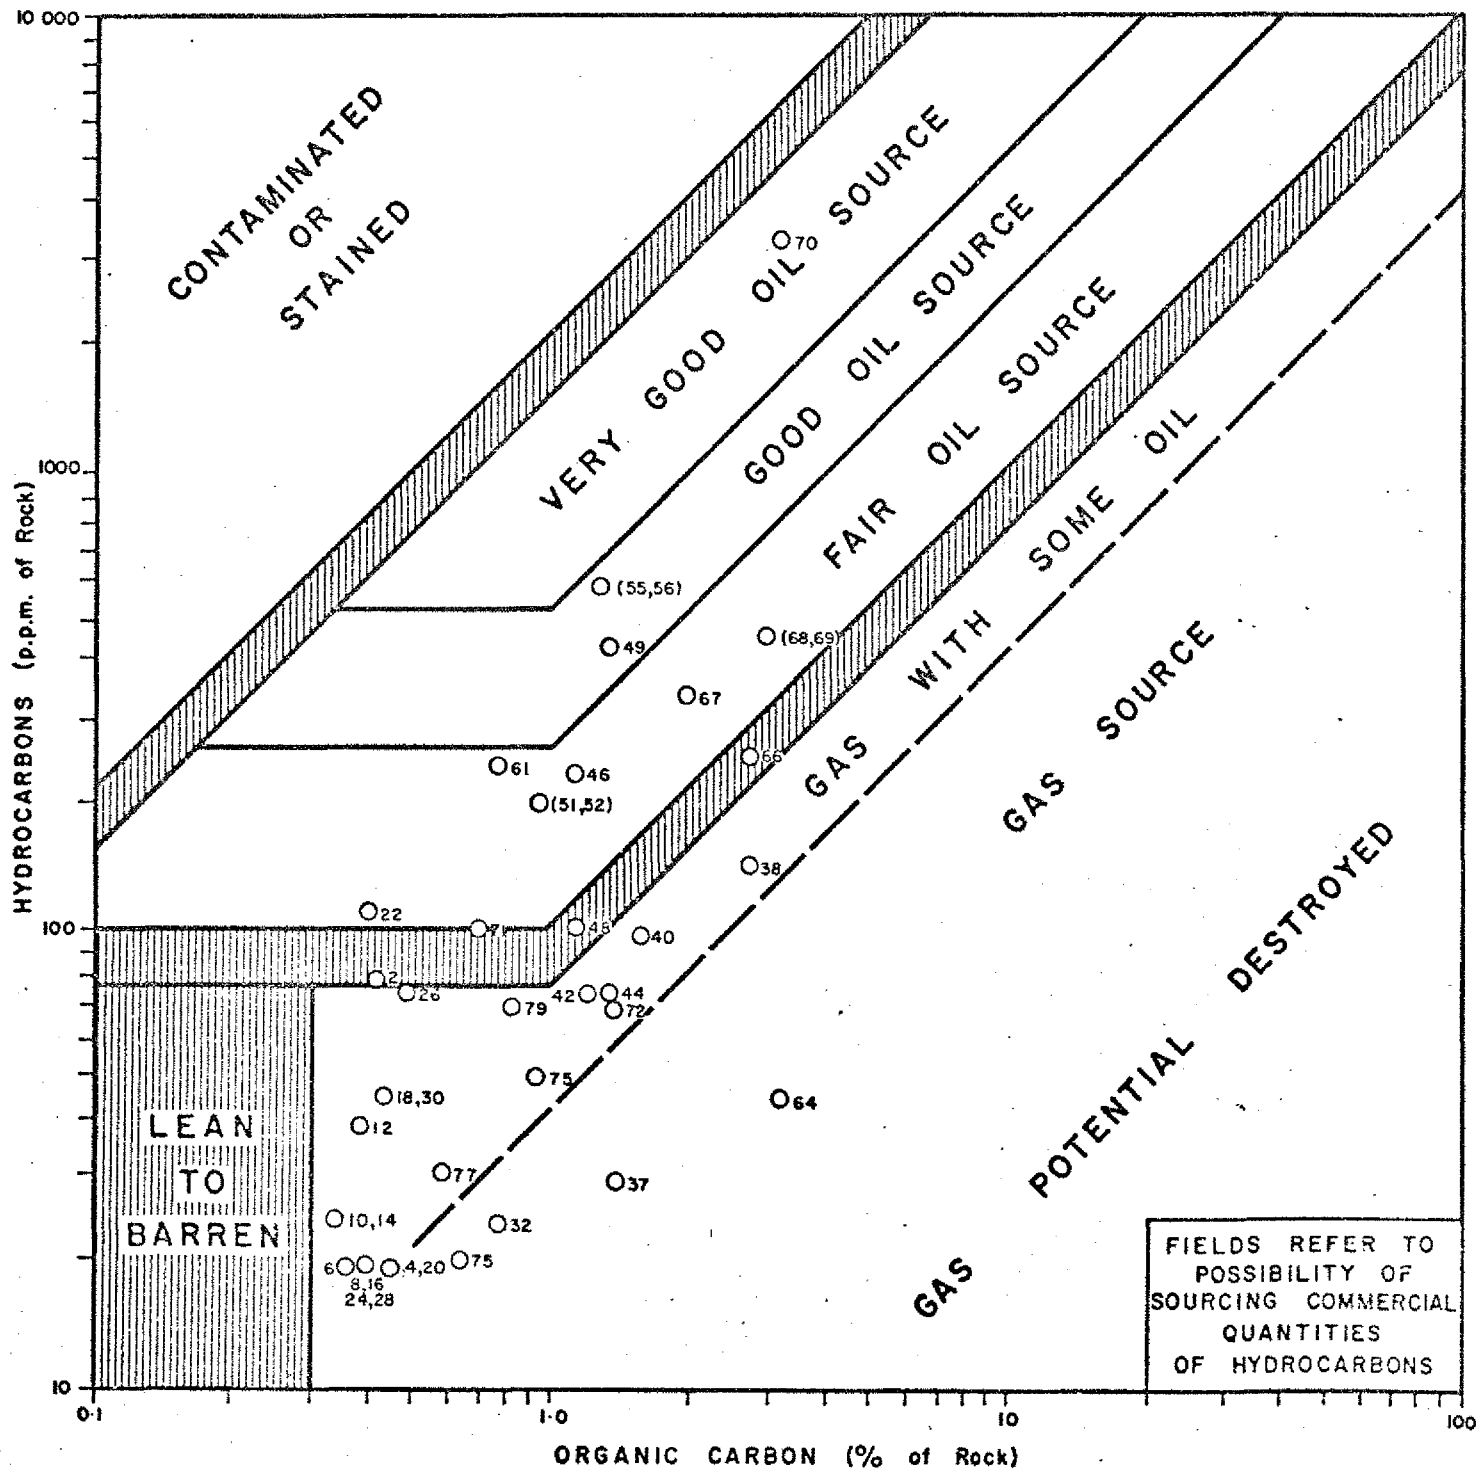 10 000
1000
100
10
HYDROCARBONS (p.p.m. of Rock)
CONTAMINATED
OR
STAINED
VERY GOOD OIL SOURCE
GOOD OIL SOURCE
FAIR OIL SOURCE
GAS WITH SOME OIL
GAS SOURCE
GAS POTENTIAL DESTROYED
LEAN
TO
BARREN
70
(55,56)
49
(68,69)
67
66
61
46
(51,52)
38
22
71
48
40
2
26
42
44
79
72
75
18,30
12
64
77
37
10,14
32
6
8,16
24,28
4,20
75
FIELDS REFER TO
POSSIBILITY OF
SOURCING COMMERCIAL
QUANTITIES
OF HYDROCARBONS
0·1
1·0
10
100
ORGANIC CARBON (% of Rock)